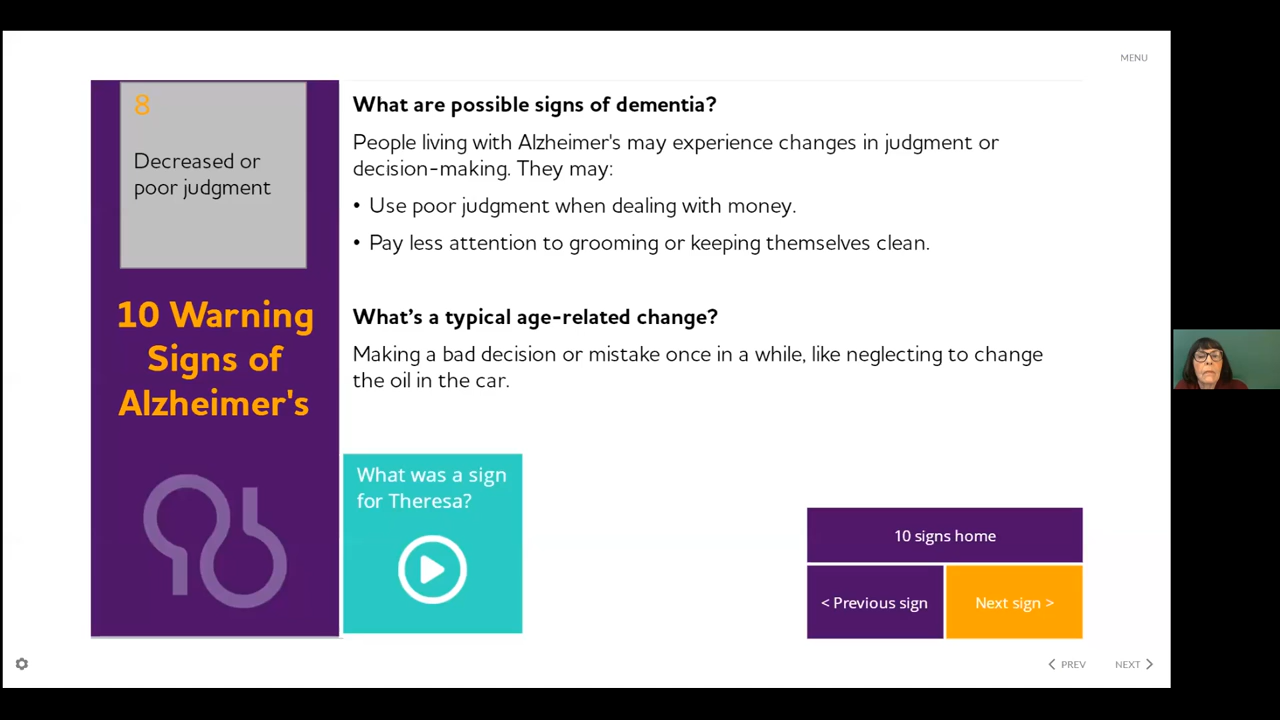 MENU
8
Decreased or
poor judgment
10 Warning
Signs of
Alzheimer's
What are possible signs of dementia?
People living with Alzheimer's may experience changes in judgment or
decision-making. They may:
• Use poor judgment when dealing with money.
• Pay less attention to grooming or keeping themselves clean.
What’s a typical age-related change?
Making a bad decision or mistake once in a while, like neglecting to change
the oil in the car.
What was a sign
for Theresa?
10 signs home
< Previous sign
Next sign >
PREV
NEXT